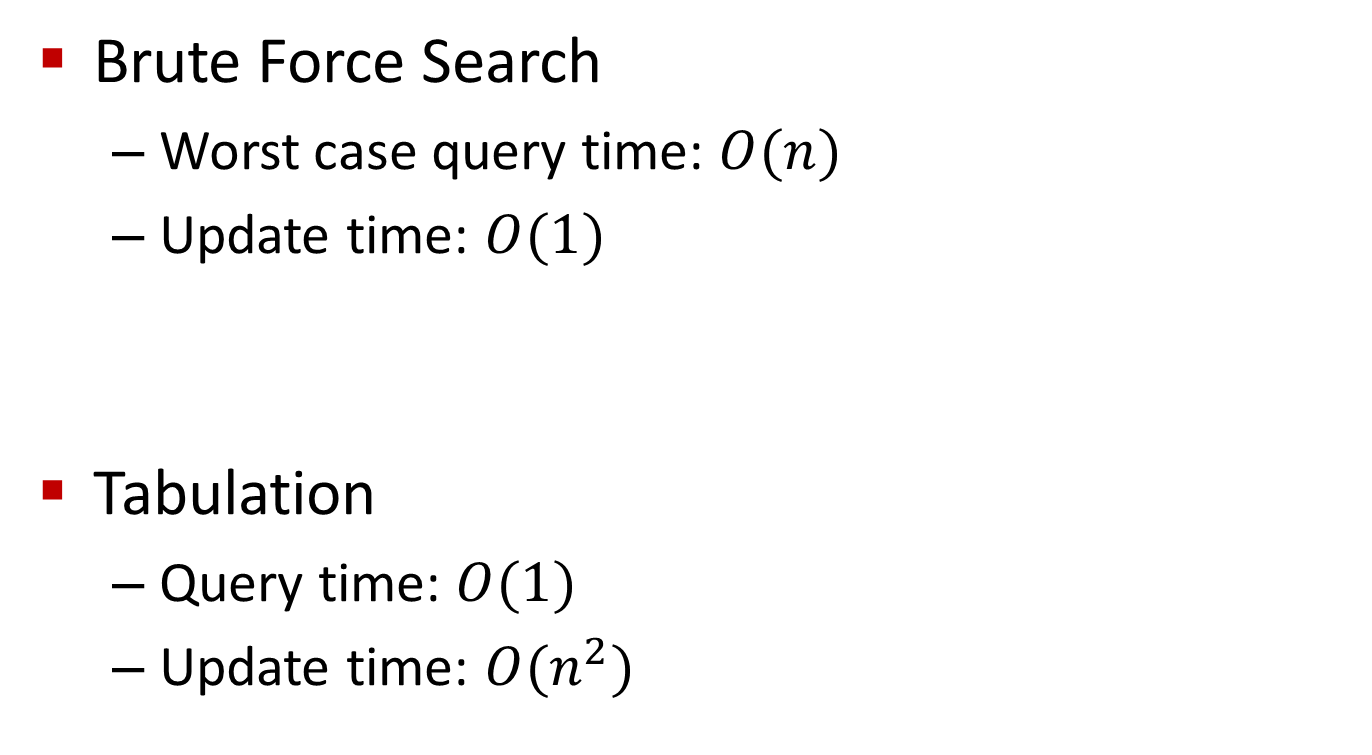 ▪ Brute Force Search
– Worst case query time: O(n)
– Update time: O(1)
▪ Tabulation
– Query time: O(1)
– Update time: O(n²)